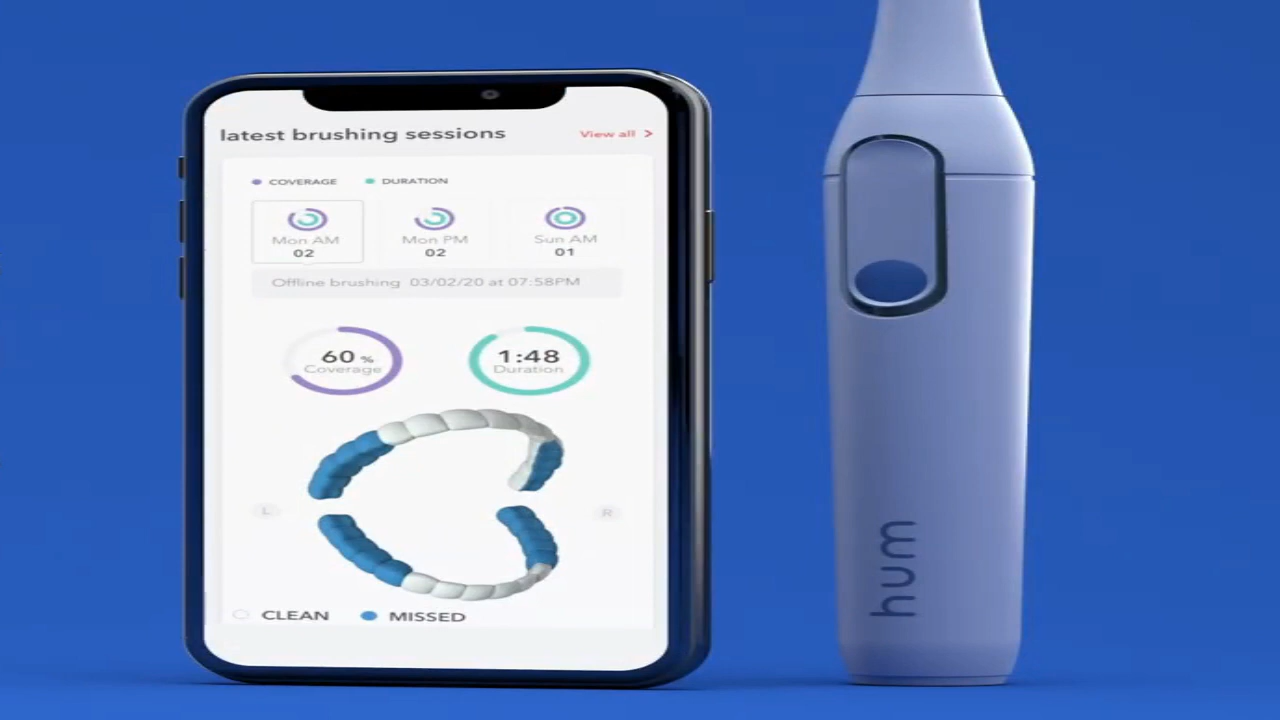 latest brushing sessions View all >
COVERAGE DURATION
Mon AM Mon PM Sun AM
02 02 01
Offline brushing 03/02/20 at 07:58PM
60 % 1:48
Coverage Duration
L R
CLEAN MISSED
hum